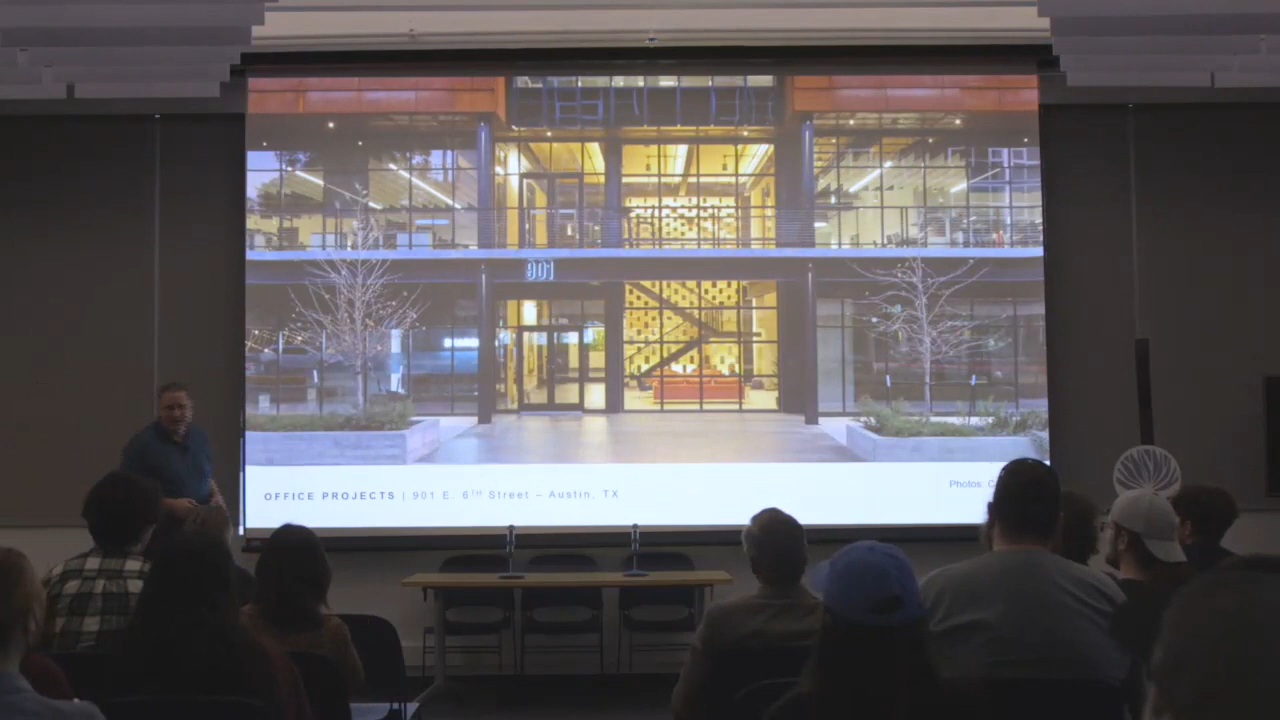 901
OFFICE PROJECTS | 901 E. 6TH Street – Austin, TX
Photos: